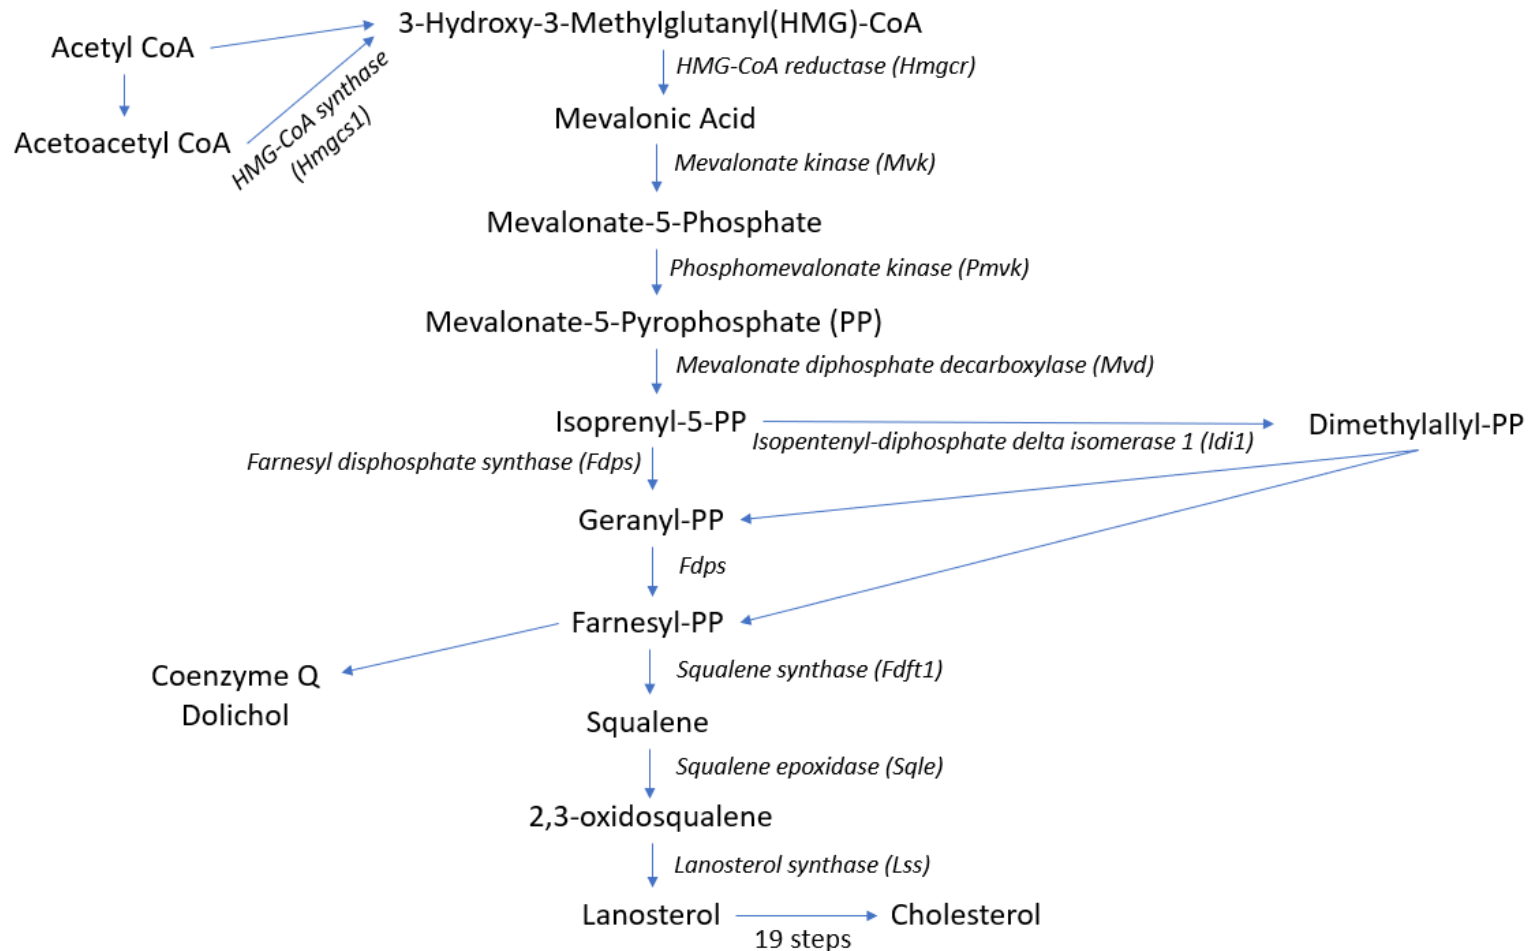 3-Hydroxy-3-Methylglutanyl(HMG)-CoA
Acetyl CoA
HMG-CoA reductase (Hmgcr)
Mevalonic Acid
Acetoacetyl CoA
HMG-CoA synthase
(Hmgcs1)
Mevalonate kinase (Mvk)
Mevalonate-5-Phosphate
Phosphomevalonate kinase (Pmvk)
Mevalonate-5-Pyrophosphate (PP)
Mevalonate diphosphate decarboxylase (Mvd)
Isoprenyl-5-PP
Dimethylallyl-PP
Isopentenyl-diphosphate delta isomerase 1 (Idi1)
Farnesyl disphosphate synthase (Fdps)
Geranyl-PP
Fdps
Farnesyl-PP
Squalene synthase (Fdft1)
Coenzyme Q
Dolichol
Squalene
Squalene epoxidase (Sqle)
2,3-oxidosqualene
Lanosterol synthase (Lss)
Lanosterol
Cholesterol
19 steps